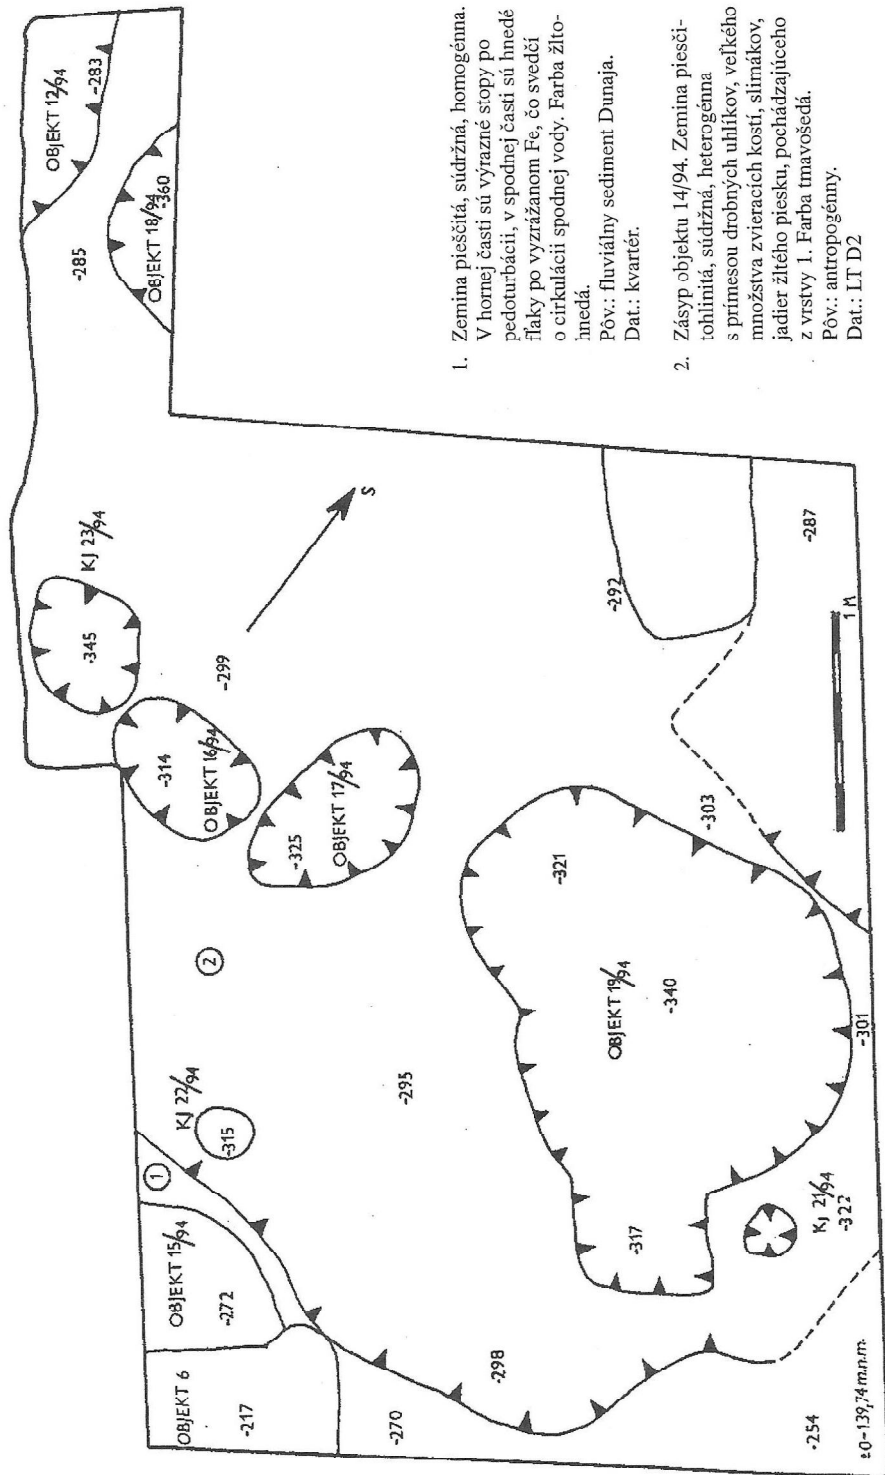 OBJEKT 12/94
-283
OBJEKT 18/94
-360
-285
KJ 23/94
-345
S
-299
-314
OBJEKT 16/94
-325
OBJEKT 17/94
-292
-287
1 M
-303
-321
OBJEKT 19/94
-340
-301
2
-295
KJ 22/94
-315
1
OBJEKT 15/94
-272
OBJEKT 6
-217
-270
-298
-317
KJ 21/94
-322
-254
±0-139,74 m.n.m.
1. Zemina piesčitá, súdržná, homogénna.
V hornej časti sú výrazné stopy po
pedoturbácii, v spodnej časti sú hnedé
fľaky po vyzrážanom Fe, čo svedčí
o cirkulácii spodnej vody. Farba žlto-
hnedá.
Pôv.: fluviálny sediment Dunaja.
Dat.: kvartér.
2. Zásyp objektu 14/94. Zemina piesči-
tohlinitá, súdržná, heterogénna
s prímesou drobných uhlíkov, veľkého
množstva zvieracích kostí, slimákov,
jadier žltého piesku, pochádzajúceho
z vrstvy 1. Farba tmavošedá.
Pôv.: antropogénny.
Dat.: LT D2